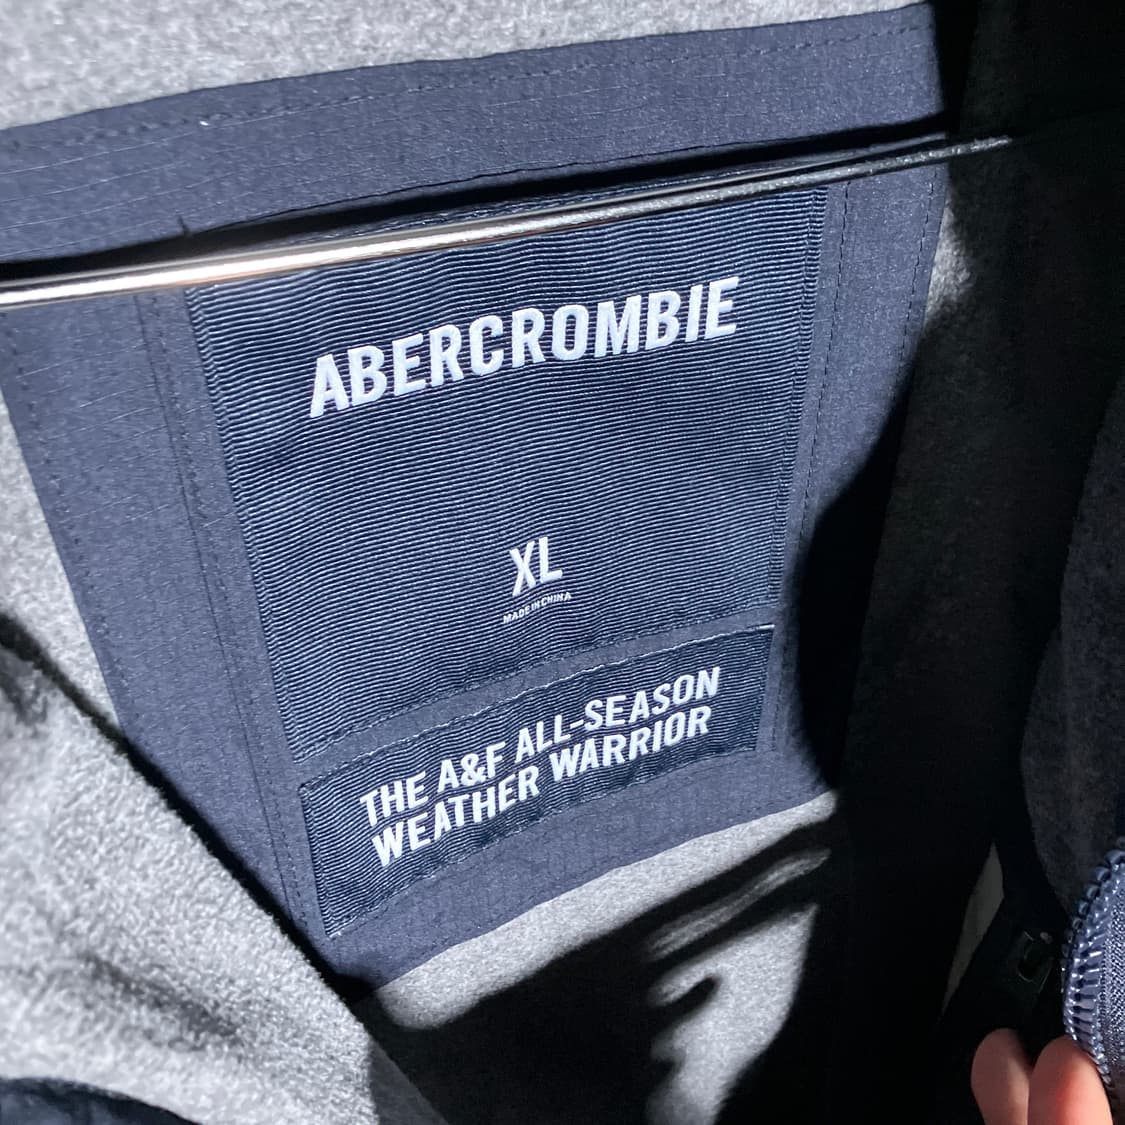 ABERCROMBIE
XL
MADE IN CHINA
THE A&F ALL-SEASON
WEATHER WARRIOR